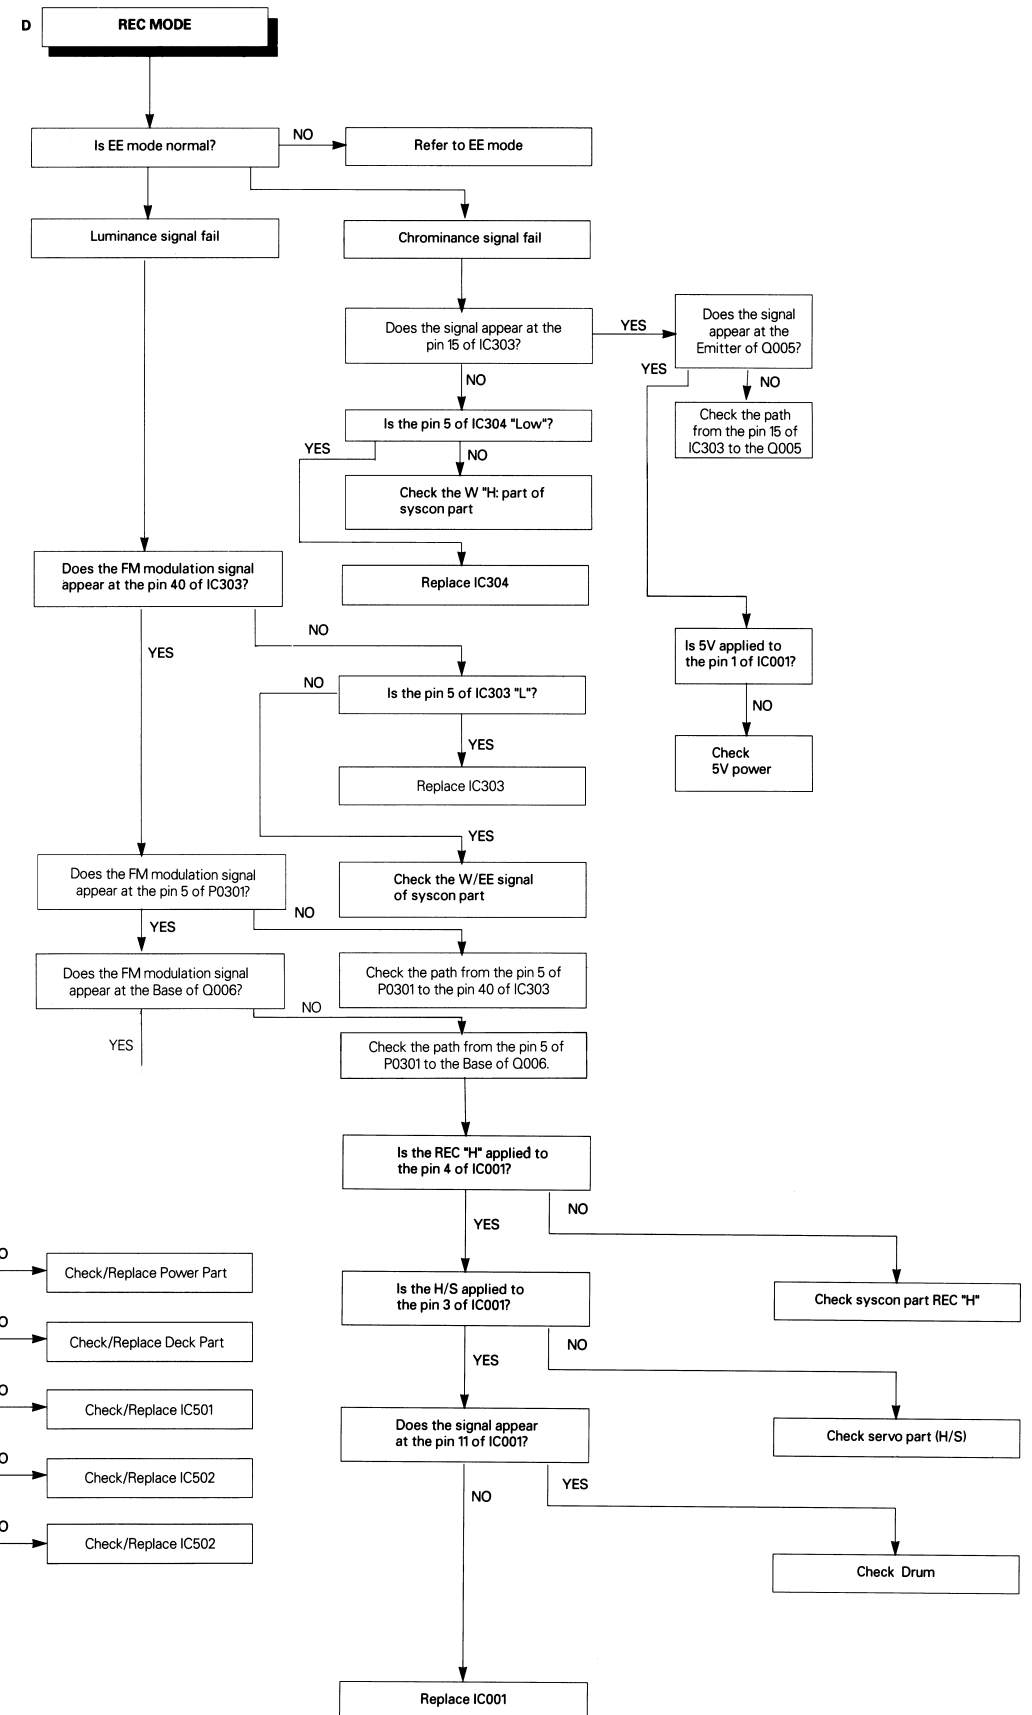 D
REC MODE
Is EE mode normal?
NO
Refer to EE mode
Luminance signal fail
Chrominance signal fail
Does the signal appear at the
pin 15 of IC303?
YES
Does the signal
appear at the
Emitter of Q005?
YES
NO
Check the path
from the pin 15 of
IC303 to the Q005
NO
Is the pin 5 of IC304 "Low"?
YES
NO
Check the W "H: part of
syscon part
Replace IC304
Does the FM modulation signal
appear at the pin 40 of IC303?
Is 5V applied to
the pin 1 of IC001?
NO
Check
5V power
NO
YES
NO
Is the pin 5 of IC303 "L"?
YES
Replace IC303
YES
Check the W/EE signal
of syscon part
Does the FM modulation signal
appear at the pin 5 of P0301?
NO
YES
Check the path from the pin 5 of
P0301 to the pin 40 of IC303
Does the FM modulation signal
appear at the Base of Q006?
NO
YES
Check the path from the pin 5 of
P0301 to the Base of Q006.
Is the REC "H" applied to
the pin 4 of IC001?
NO
YES
Check syscon part REC "H"
Is the H/S applied to
the pin 3 of IC001?
NO
YES
Check servo part (H/S)
Does the signal appear
at the pin 11 of IC001?
YES
NO
Check Drum
Replace IC001
O
Check/Replace Power Part
O
Check/Replace Deck Part
O
Check/Replace IC501
O
Check/Replace IC502
O
Check/Replace IC502